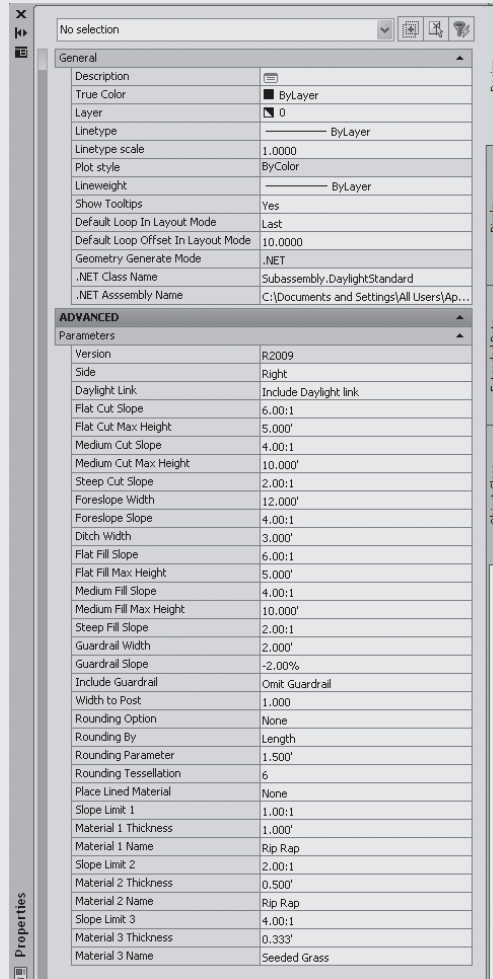 No selection
General
Description
True Color ByLayer
Layer 0
Linetype ByLayer
Linetype scale 1.0000
Plot style ByColor
Lineweight ByLayer
Show Tooltips Yes
Default Loop In Layout Mode Last
Default Loop Offset In Layout Mode 10.0000
Geometry Generate Mode .NET
.NET Class Name Subassembly.DaylightStandard
.NET Asssembly Name C:\Documents and Settings\All Users\Ap...
ADVANCED
Parameters
Version R2009
Side Right
Daylight Link Include Daylight link
Flat Cut Slope 6.00:1
Flat Cut Max Height 5.000'
Medium Cut Slope 4.00:1
Medium Cut Max Height 10.000'
Steep Cut Slope 2.00:1
Foreslope Width 12.000'
Foreslope Slope 4.00:1
Ditch Width 3.000'
Flat Fill Slope 6.00:1
Flat Fill Max Height 5.000'
Medium Fill Slope 4.00:1
Medium Fill Max Height 10.000'
Steep Fill Slope 2.00:1
Guardrail Width 2.000'
Guardrail Slope -2.00%
Include Guardrail Omit Guardrail
Width to Post 1.000
Rounding Option None
Rounding By Length
Rounding Parameter 1.500'
Rounding Tessellation 6
Place Lined Material None
Slope Limit 1 1.00:1
Material 1 Thickness 1.000'
Material 1 Name Rip Rap
Slope Limit 2 2.00:1
Material 2 Thickness 0.500'
Material 2 Name Rip Rap
Slope Limit 3 4.00:1
Material 3 Thickness 0.333'
Material 3 Name Seeded Grass
Properties